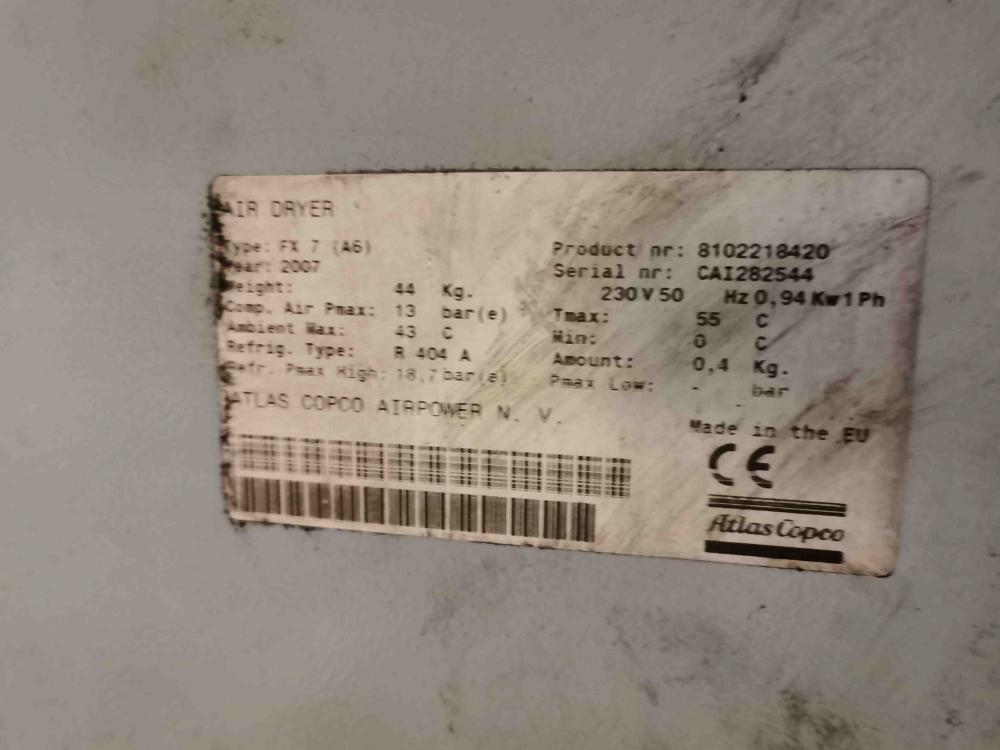 AIR DRYER
Type: FX 7 (A6)
Year: 2007
Weight: 44 Kg.
Comp. Air Pmax: 13 bar(e)
Ambient Max: 43 C
Refrig. Type: R 404 A
Refr. Pmax High: 18,7 bar(e)
Product nr: 8102218420
Serial nr: CAI282544
230 V 50 Hz 0,94 Kw 1 Ph
Tmax: 55 C
Min: 0 C
Amount: 0,4 Kg.
Pmax Low: - bar
ATLAS COPCO AIRPOWER N. V.
Made in the EU
CE
Atlas Copco